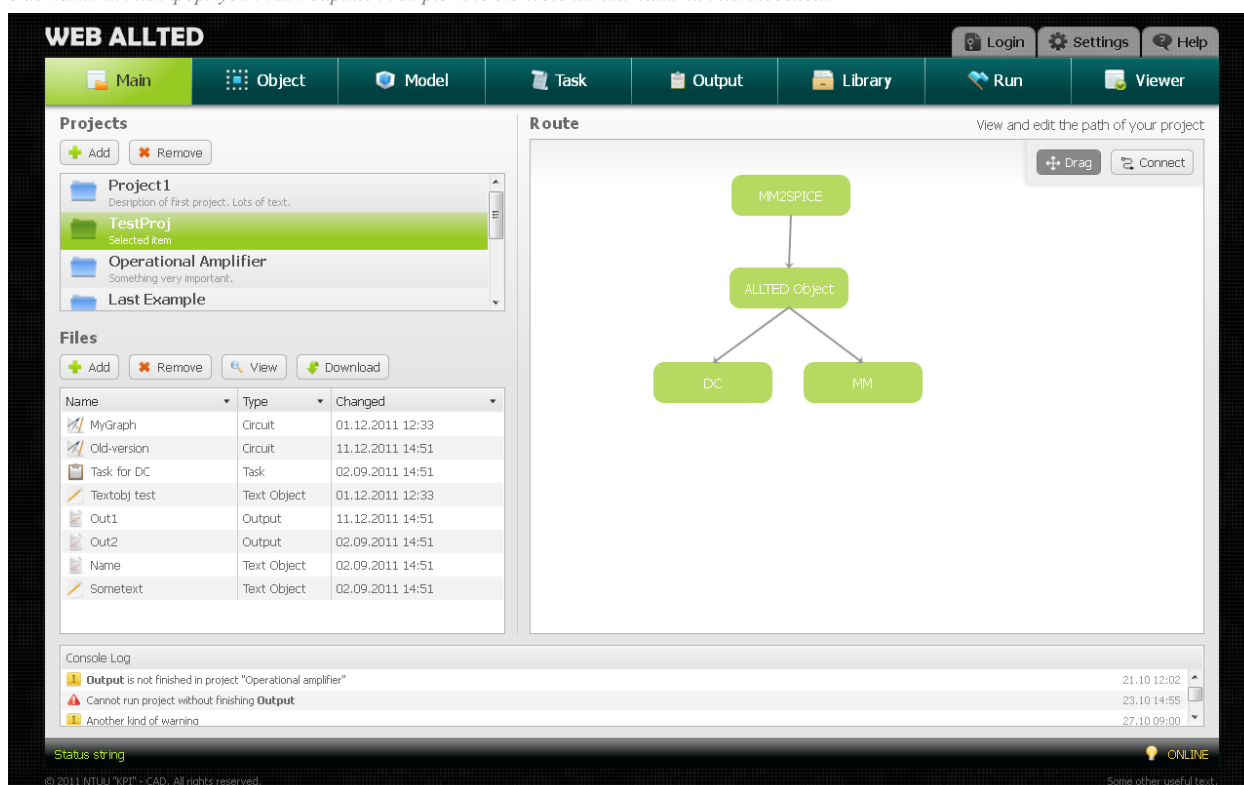 WEB ALLTED
Login
Settings
Help
Main
Object
Model
Task
Output
Library
Run
Viewer
Projects
Add
Remove
Project1
Desription of first project. Lots of text.
TestProj
Selected item
Operational Amplifier
Something very important.
Last Example
Files
Add
Remove
View
Download
Name Type Changed
MyGraph Circuit 01.12.2011 12:33
Old-version Circuit 11.12.2011 14:51
Task for DC Task 02.09.2011 14:51
Textobj test Text Object 01.12.2011 12:33
Out1 Output 11.12.2011 14:51
Out2 Output 02.09.2011 14:51
Name Text Object 02.09.2011 14:51
Sometext Text Object 02.09.2011 14:51
Route
View and edit the path of your project
Drag
Connect
MM2SPICE
ALLTED Object
DC
MM
Console Log
Output is not finished in project "Operational amplifier" 21.10 12:02
Cannot run project without finishing Output 23.10 14:55
Another kind of warning 27.10 09:00
Status string
ONLINE
© 2011 NTUU "KPI" - CAD. All rights reserved.
Some other useful text.